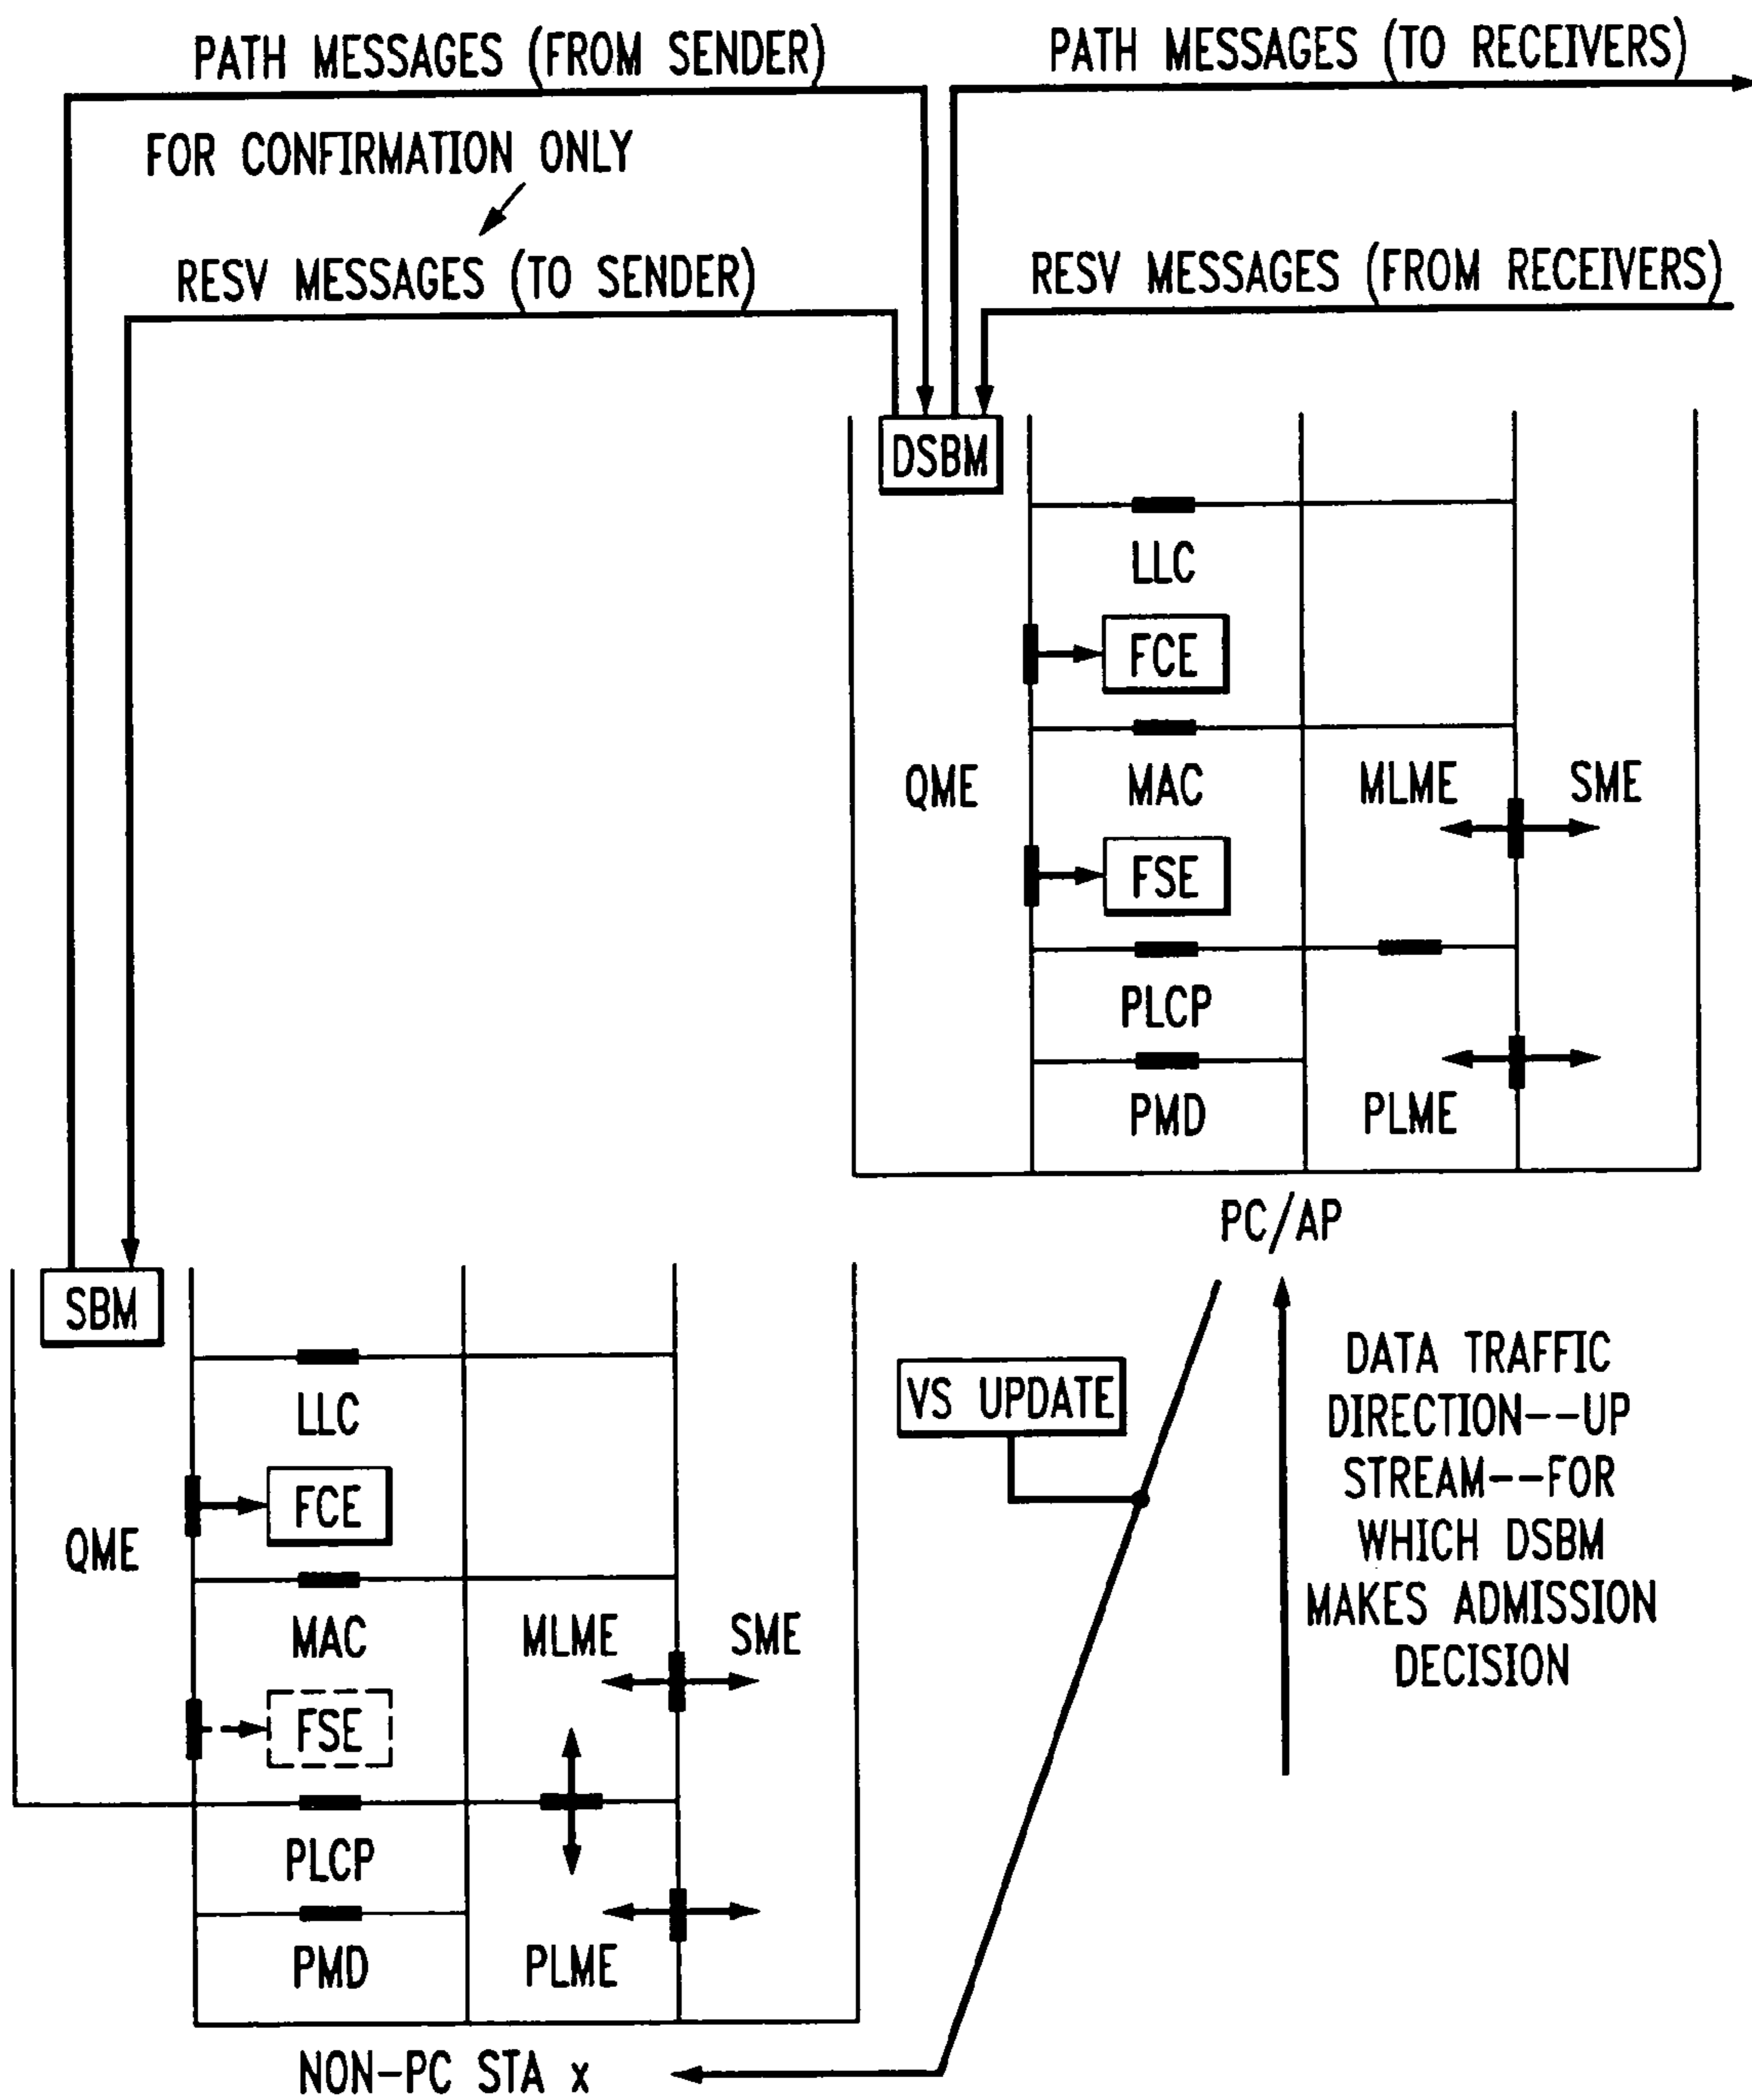 PATH MESSAGES (FROM SENDER)
PATH MESSAGES (TO RECEIVERS)
FOR CONFIRMATION ONLY
RESV MESSAGES (TO SENDER)
RESV MESSAGES (FROM RECEIVERS)
DSBM
LLC
FCE
QME
MAC
MLME
SME
FSE
PLCP
PMD
PLME
PC/AP
SBM
LLC
FCE
QME
MAC
MLME
SME
FSE
PLCP
PMD
PLME
NON-PC STA x
VS UPDATE
DATA TRAFFIC
DIRECTION--UP
STREAM--FOR
WHICH DSBM
MAKES ADMISSION
DECISION